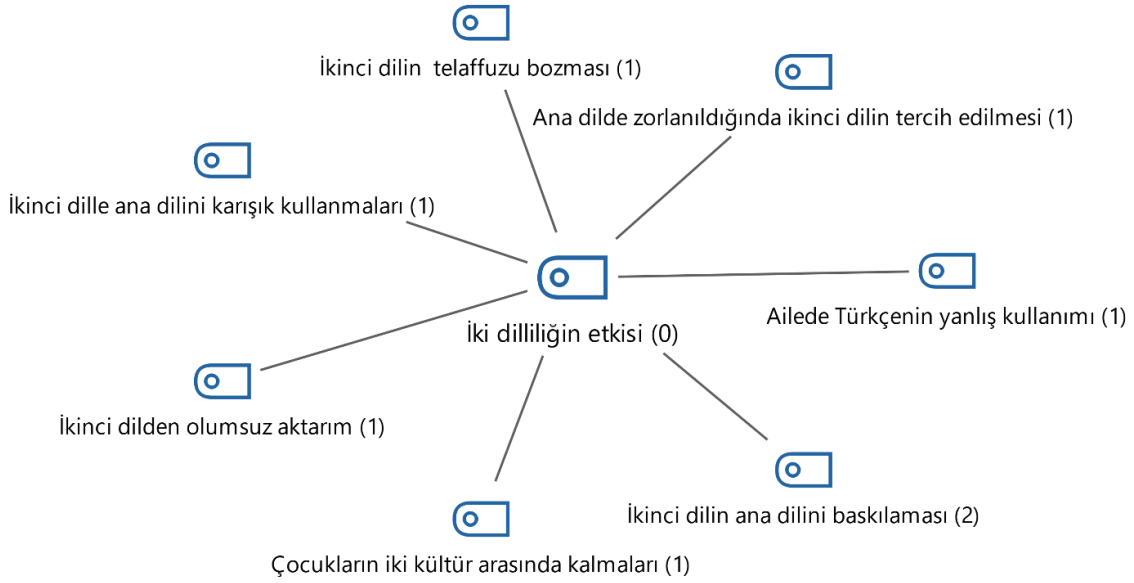 İkinci dilin telaffuzu bozması (1)
Ana dilde zorlanıldığında ikinci dilin tercih edilmesi (1)
İkinci dille ana dilini karışık kullanmaları (1)
Ailede Türkçenin yanlış kullanımı (1)
İki dilliliğin etkisi (0)
İkinci dilden olumsuz aktarım (1)
İkinci dilin ana dilini baskılaması (2)
Çocukların iki kültür arasında kalmaları (1)